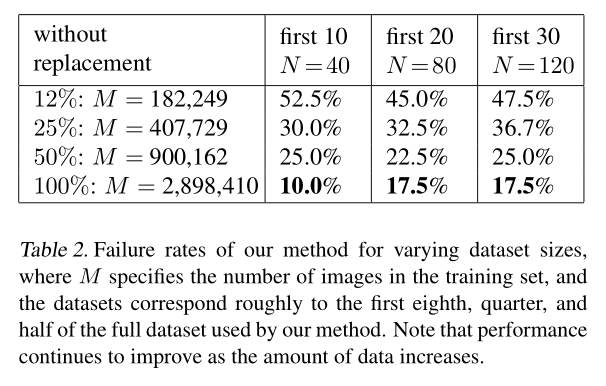 without replacement first 10 N = 40 first 20 N = 80 first 30 N = 120
12%: M = 182,249 52.5% 45.0% 47.5%
25%: M = 407,729 30.0% 32.5% 36.7%
50%: M = 900,162 25.0% 22.5% 25.0%
100%: M = 2,898,410 10.0% 17.5% 17.5%
Table 2. Failure rates of our method for varying dataset sizes,
where M specifies the number of images in the training set, and
the datasets correspond roughly to the first eighth, quarter, and
half of the full dataset used by our method. Note that performance
continues to improve as the amount of data increases.